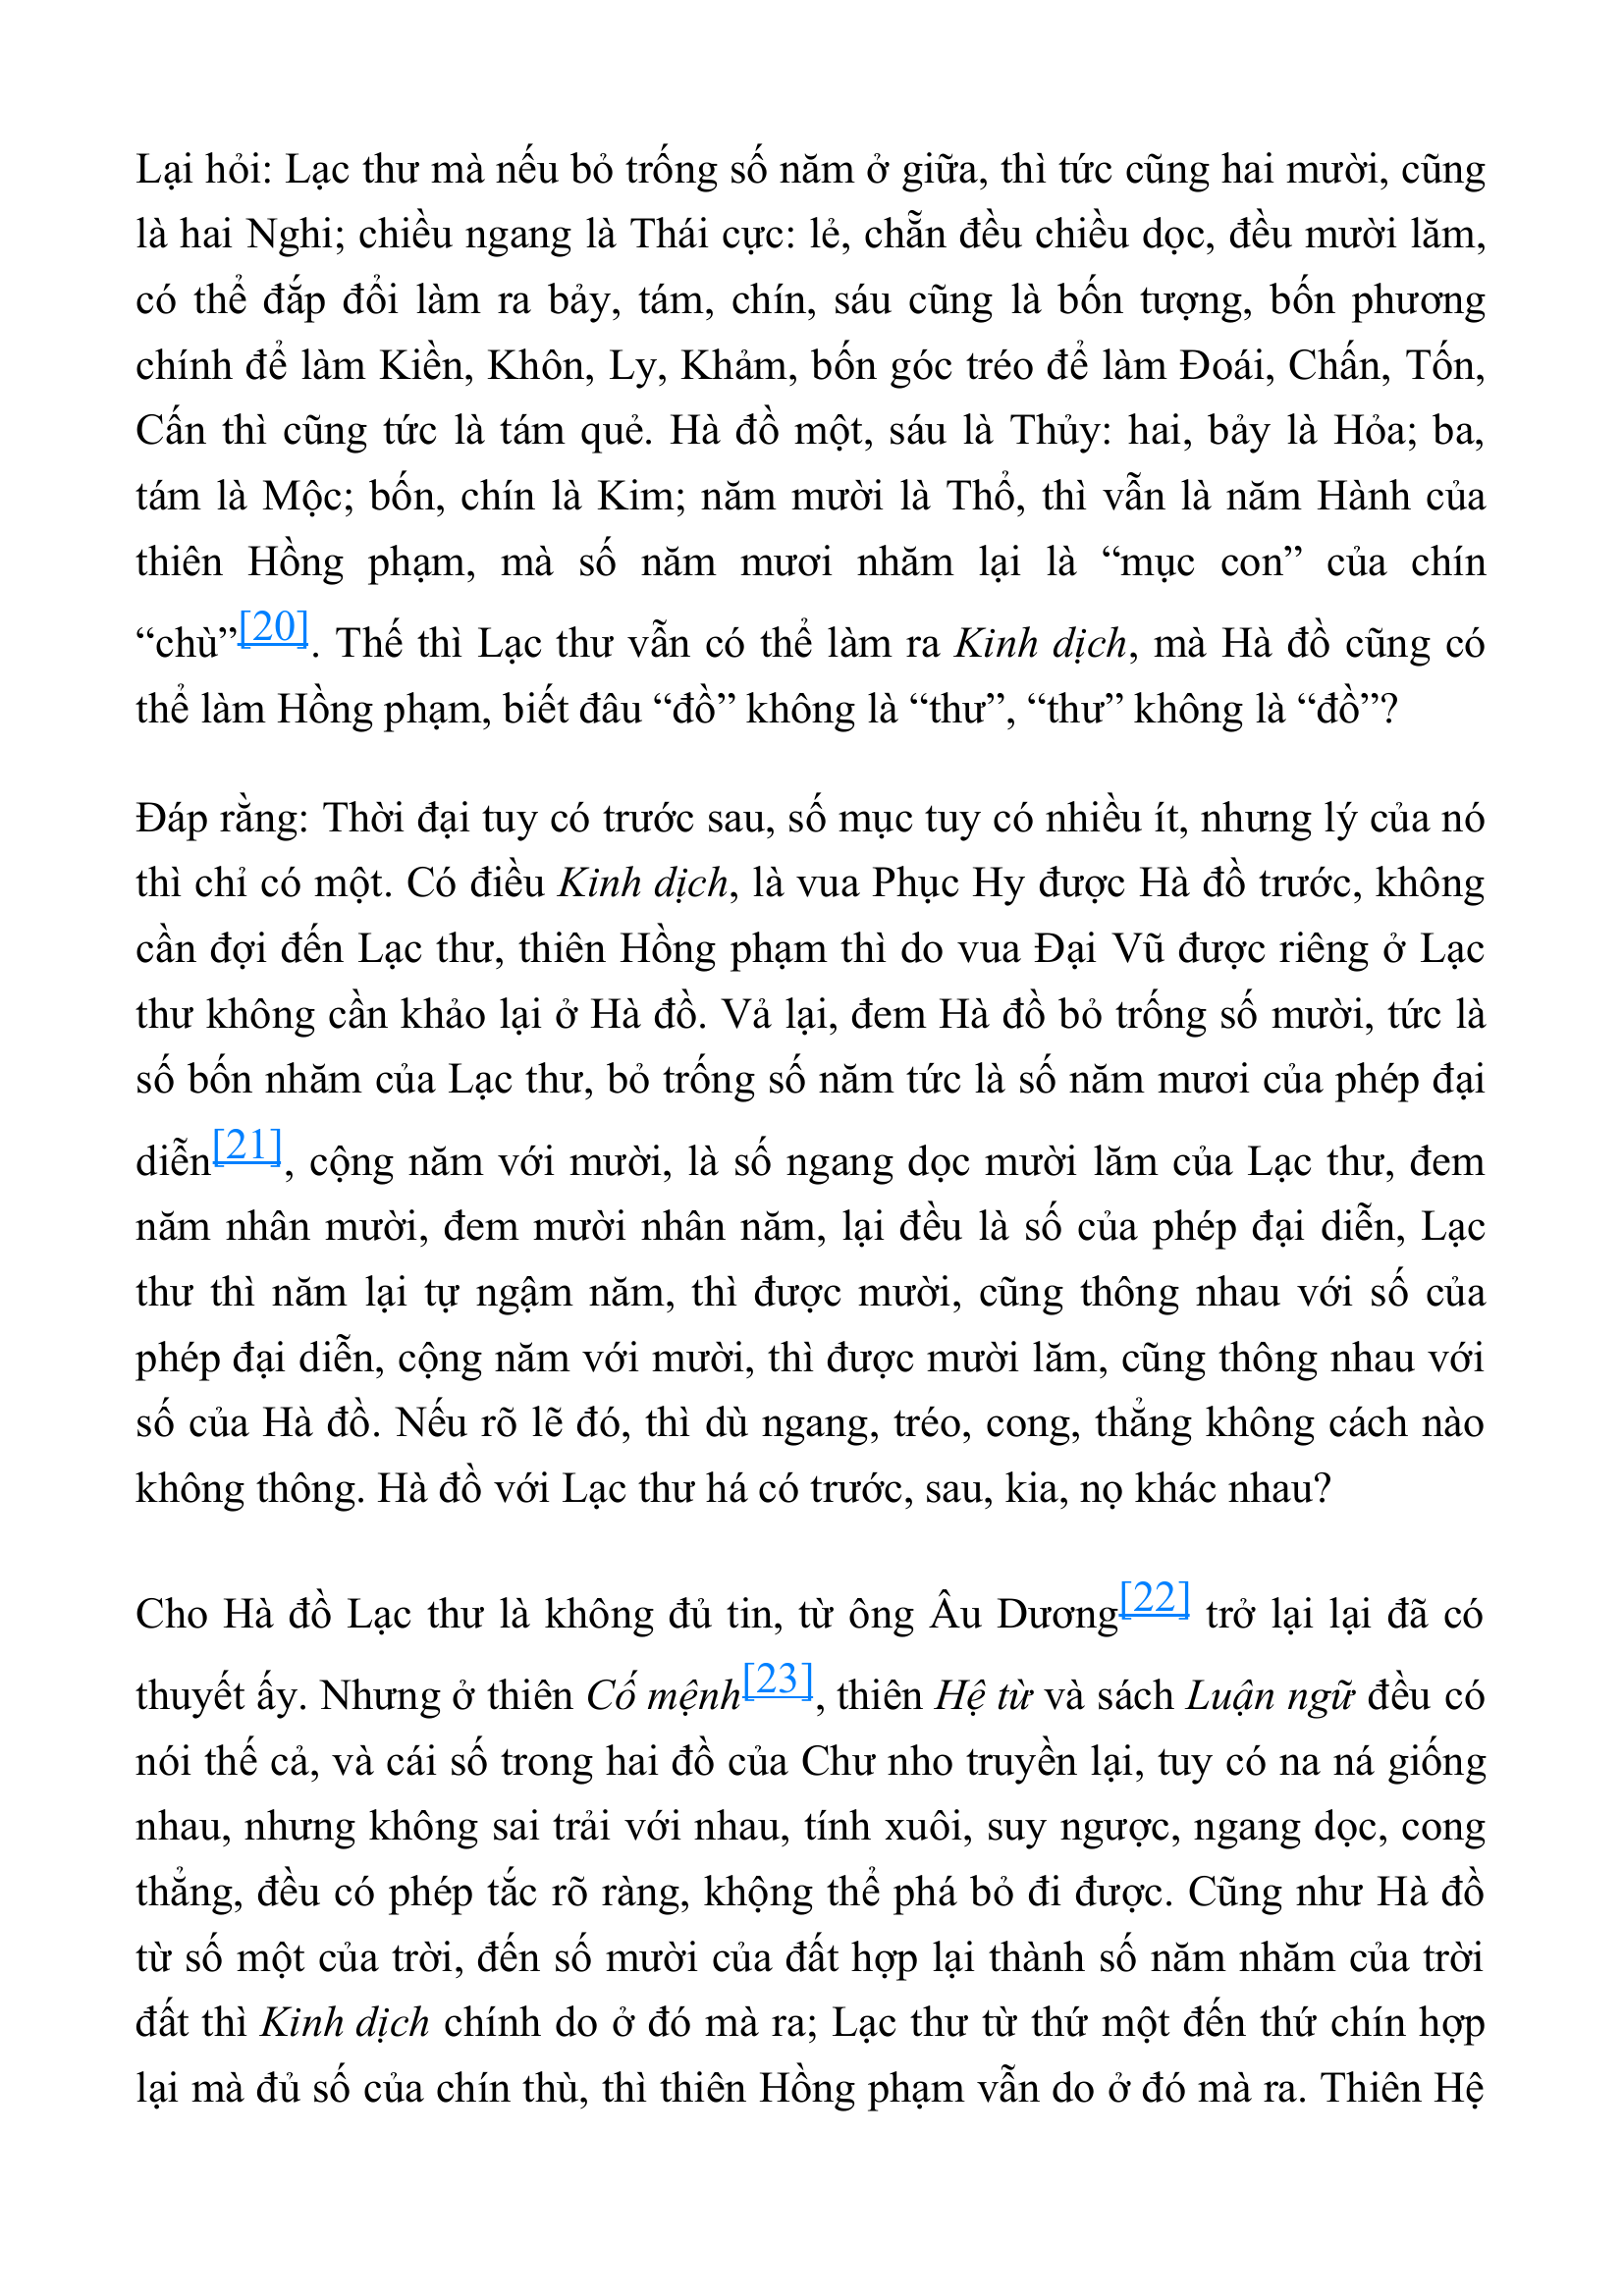 Lại hỏi: Lạc thư mà nếu bỏ trống số năm ở giữa, thì tức cũng hai mười, cũng
là hai Nghi; chiều ngang là Thái cực: lẻ, chẵn đều chiều dọc, đều mười lăm,
có thể đắp đổi làm ra bảy, tám, chín, sáu cũng là bốn tượng, bốn phương
chính để làm Kiền, Khôn, Ly, Khảm, bốn góc tréo để làm Đoái, Chấn, Tốn,
Cấn thì cũng tức là tám quẻ. Hà đồ một, sáu là Thủy: hai, bảy là Hỏa; ba,
tám là Mộc; bốn, chín là Kim; năm mười là Thổ, thì vẫn là năm Hành của
thiên Hồng phạm, mà số năm mươi nhăm lại là “mục con” của chín
“chù”[20]. Thế thì Lạc thư vẫn có thể làm ra Kinh dịch, mà Hà đồ cũng có
thể làm Hồng phạm, biết đâu “đồ” không là “thư”, “thư” không là “đồ”?
Đáp rằng: Thời đại tuy có trước sau, số mục tuy có nhiều ít, nhưng lý của nó
thì chỉ có một. Có điều Kinh dịch, là vua Phục Hy được Hà đồ trước, không
cần đợi đến Lạc thư, thiên Hồng phạm thì do vua Đại Vũ được riêng ở Lạc
thư không cần khảo lại ở Hà đồ. Vả lại, đem Hà đồ bỏ trống số mười, tức là
số bốn nhăm của Lạc thư, bỏ trống số năm tức là số năm mươi của phép đại
diễn[21], cộng năm với mười, là số ngang dọc mười lăm của Lạc thư, đem
năm nhân mười, đem mười nhân năm, lại đều là số của phép đại diễn, Lạc
thư thì năm lại tự ngậm năm, thì được mười, cũng thông nhau với số của
phép đại diễn, cộng năm với mười, thì được mười lăm, cũng thông nhau với
số của Hà đồ. Nếu rõ lẽ đó, thì dù ngang, tréo, cong, thẳng không cách nào
không thông. Hà đồ với Lạc thư há có trước, sau, kia, nọ khác nhau?
Cho Hà đồ Lạc thư là không đủ tin, từ ông Âu Dương[22] trở lại lại đã có
thuyết ấy. Nhưng ở thiên Cố mệnh[23], thiên Hệ từ và sách Luận ngữ đều có
nói thế cả, và cái số trong hai đồ của Chư nho truyền lại, tuy có na ná giống
nhau, nhưng không sai trải với nhau, tính xuôi, suy ngược, ngang dọc, cong
thẳng, đều có phép tắc rõ ràng, khộng thể phá bỏ đi được. Cũng như Hà đồ
từ số một của trời, đến số mười của đất hợp lại thành số năm nhăm của trời
đất thì Kinh dịch chính do ở đó mà ra; Lạc thư từ thứ một đến thứ chín hợp
lại mà đủ số của chín thù, thì thiên Hồng phạm vẫn do ở đó mà ra. Thiên Hệ